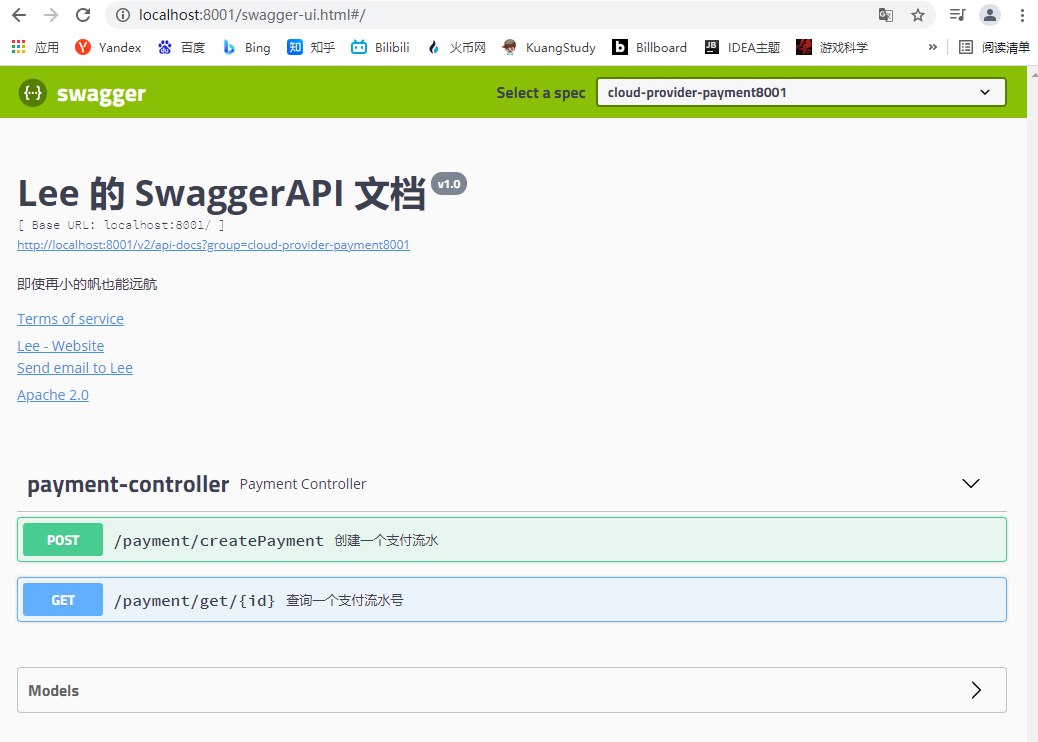 localhost:8001/swagger-ui.html#/
应用 Yandex 百度 Bing 知 知乎 Bilibili 火币网 KuangStudy b Billboard JB IDEA主题 游戏科学 » 阅读清单
{··} swagger Select a spec cloud-provider-payment8001
Lee 的 SwaggerAPI 文档 v1.0
[ Base URL: localhost:8001/ ]
http://localhost:8001/v2/api-docs?group=cloud-provider-payment8001
即使再小的帆也能远航
Terms of service
Lee - Website
Send email to Lee
Apache 2.0
payment-controller Payment Controller
POST /payment/createPayment 创建一个支付流水
GET /payment/get/{id} 查询一个支付流水号
Models